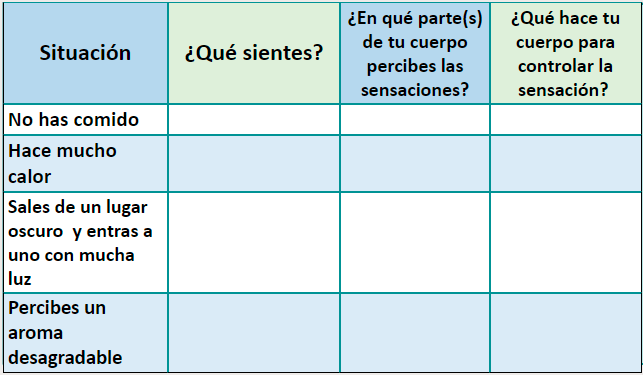 Situación
¿Qué sientes?
¿En qué parte(s)
de tu cuerpo
percibes las
sensaciones?
¿Qué hace tu
cuerpo para
controlar la
sensación?
No has comido
Hace mucho
calor
Sales de un lugar
oscuro y entras a
uno con mucha
luz
Percibes un
aroma
desagradable